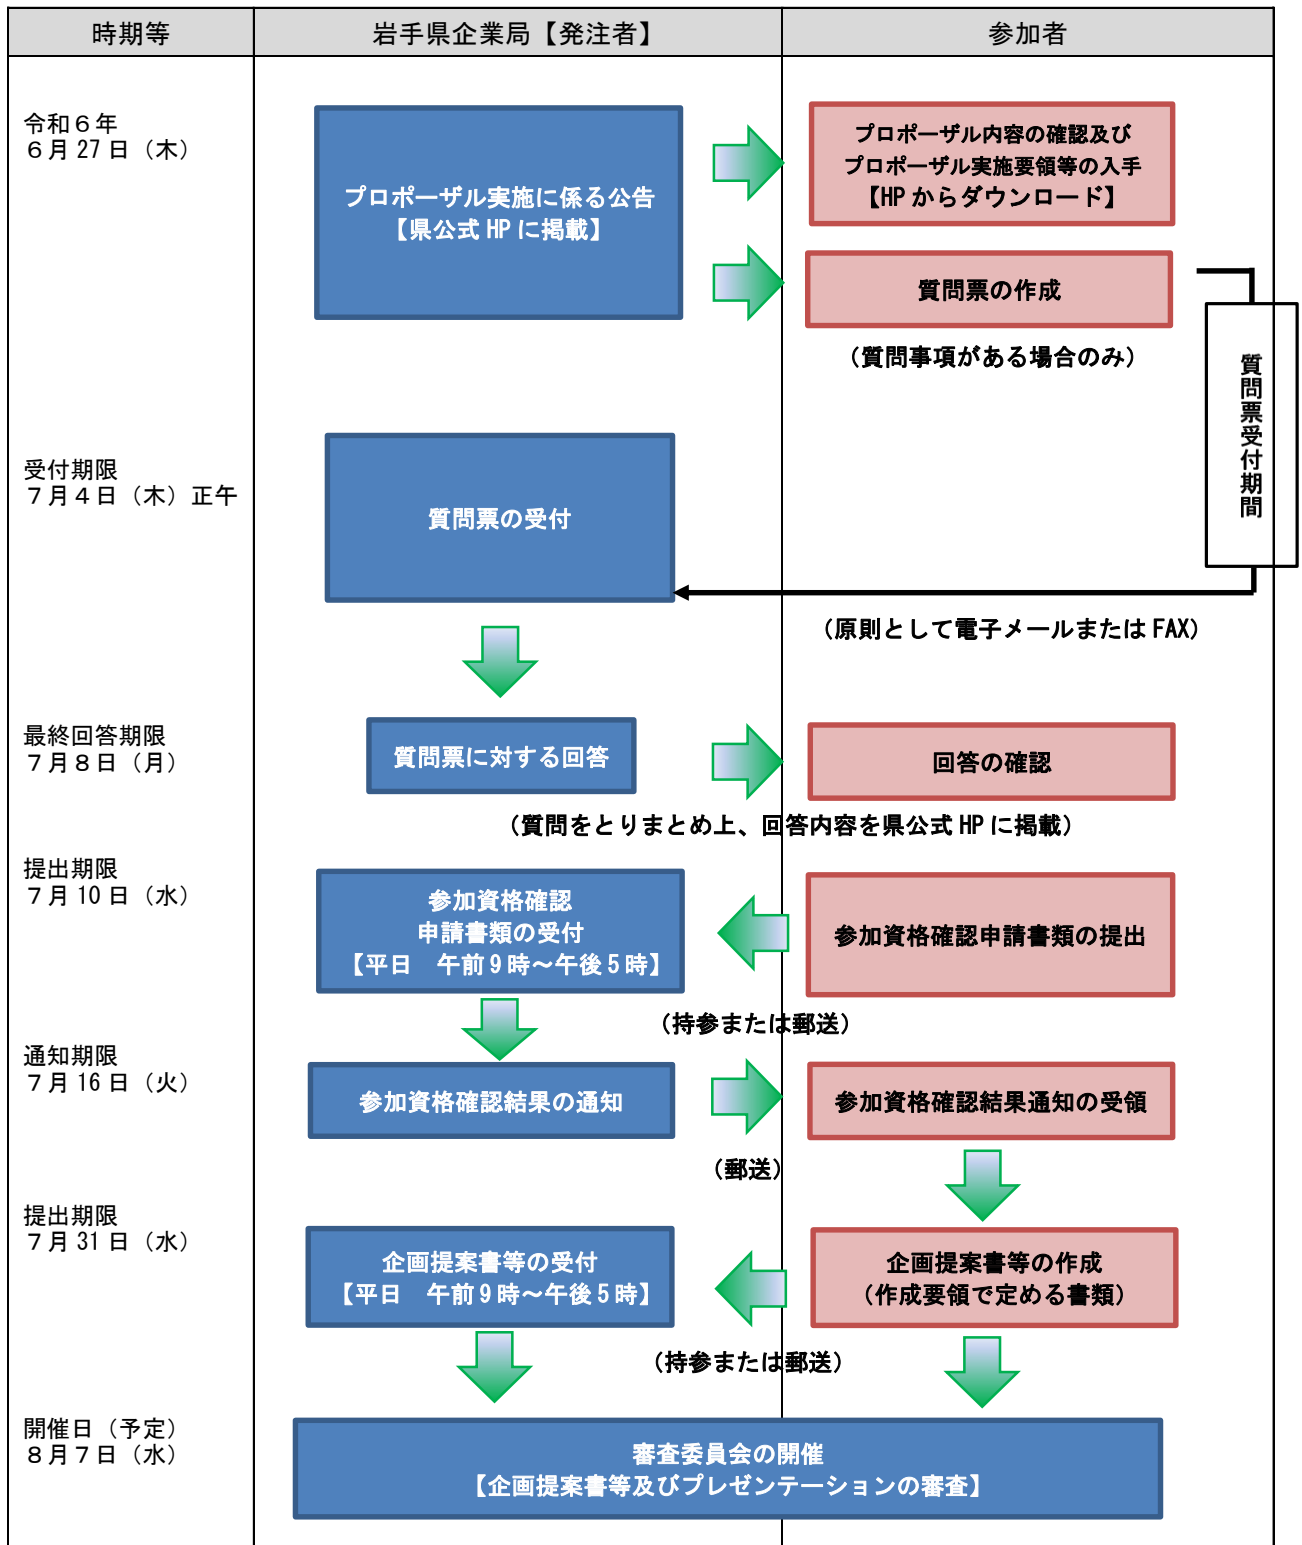 時期等
岩手県企業局【発注者】
参加者
令和６年
６月 27 日（木）
プロポーザル実施に係る公告
【県公式 HP に掲載】
プロポーザル内容の確認及び
プロポーザル実施要領等の入手
【HP からダウンロード】
質問票の作成
（質問事項がある場合のみ）
質問票受付期間
受付期限
７月４日（木）正午
質問票の受付
（原則として電子メールまたは FAX）
最終回答期限
７月８日（月）
質問票に対する回答
回答の確認
（質問をとりまとめ上、回答内容を県公式 HP に掲載）
提出期限
７月 10 日（水）
参加資格確認
申請書類の受付
【平日　午前９時～午後５時】
参加資格確認申請書類の提出
（持参または郵送）
通知期限
７月 16 日（火）
参加資格確認結果の通知
参加資格確認結果通知の受領
（郵送）
提出期限
７月 31 日（水）
企画提案書等の受付
【平日　午前９時～午後５時】
企画提案書等の作成
（作成要領で定める書類）
（持参または郵送）
開催日（予定）
８月７日（水）
審査委員会の開催
【企画提案書等及びプレゼンテーションの審査】